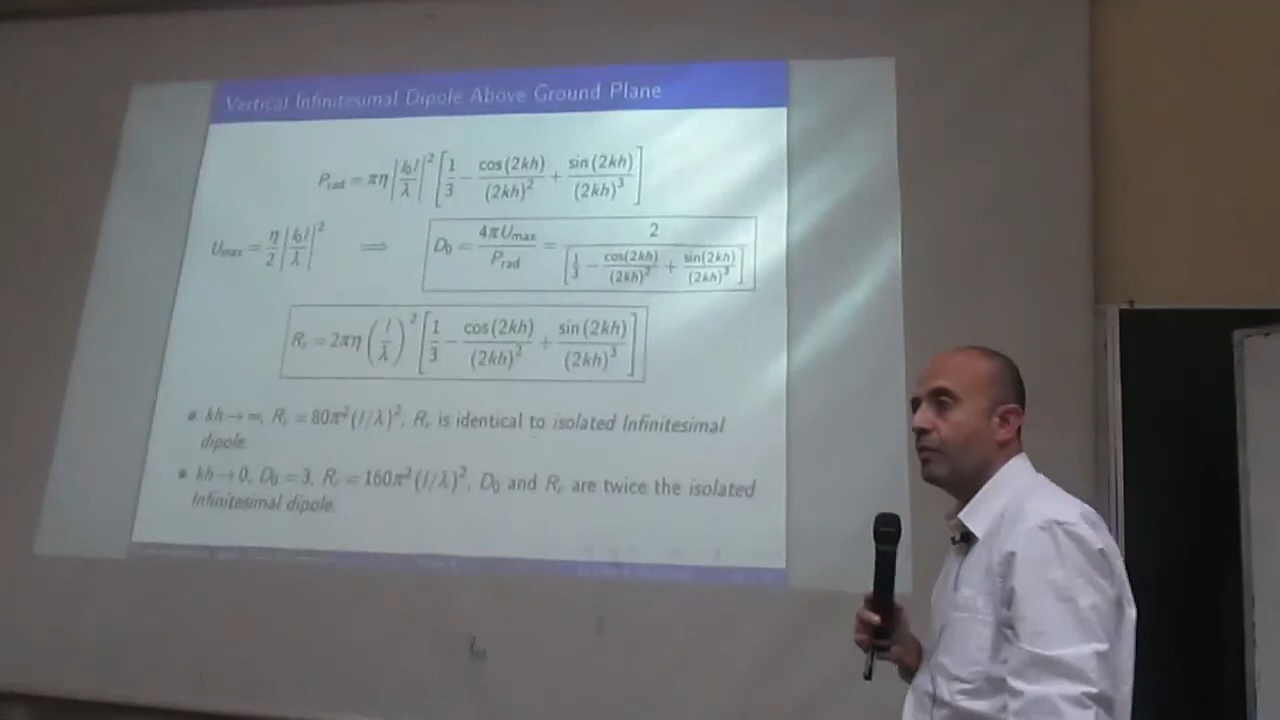 Vertical Infinitesimal Dipole Above Ground Plane
P_rad = πη |I₀l/λ|² [1/3 − cos(2kh)/(2kh)² + sin(2kh)/(2kh)³]
U_max = η/2 |I₀l/λ|² ⟹ D₀ = 4πU_max/P_rad = 2/[1/3 − cos(2kh)/(2kh)² + sin(2kh)/(2kh)³]
R_r = 2πη (l/λ)² [1/3 − cos(2kh)/(2kh)² + sin(2kh)/(2kh)³]
• kh → ∞, R_r = 80π²(l/λ)², R_r is identical to isolated Infinitesimal
dipole.
• kh → 0, D₀ = 3, R_r = 160π²(l/λ)², D₀ and R_r are twice the isolated
Infinitesimal dipole.